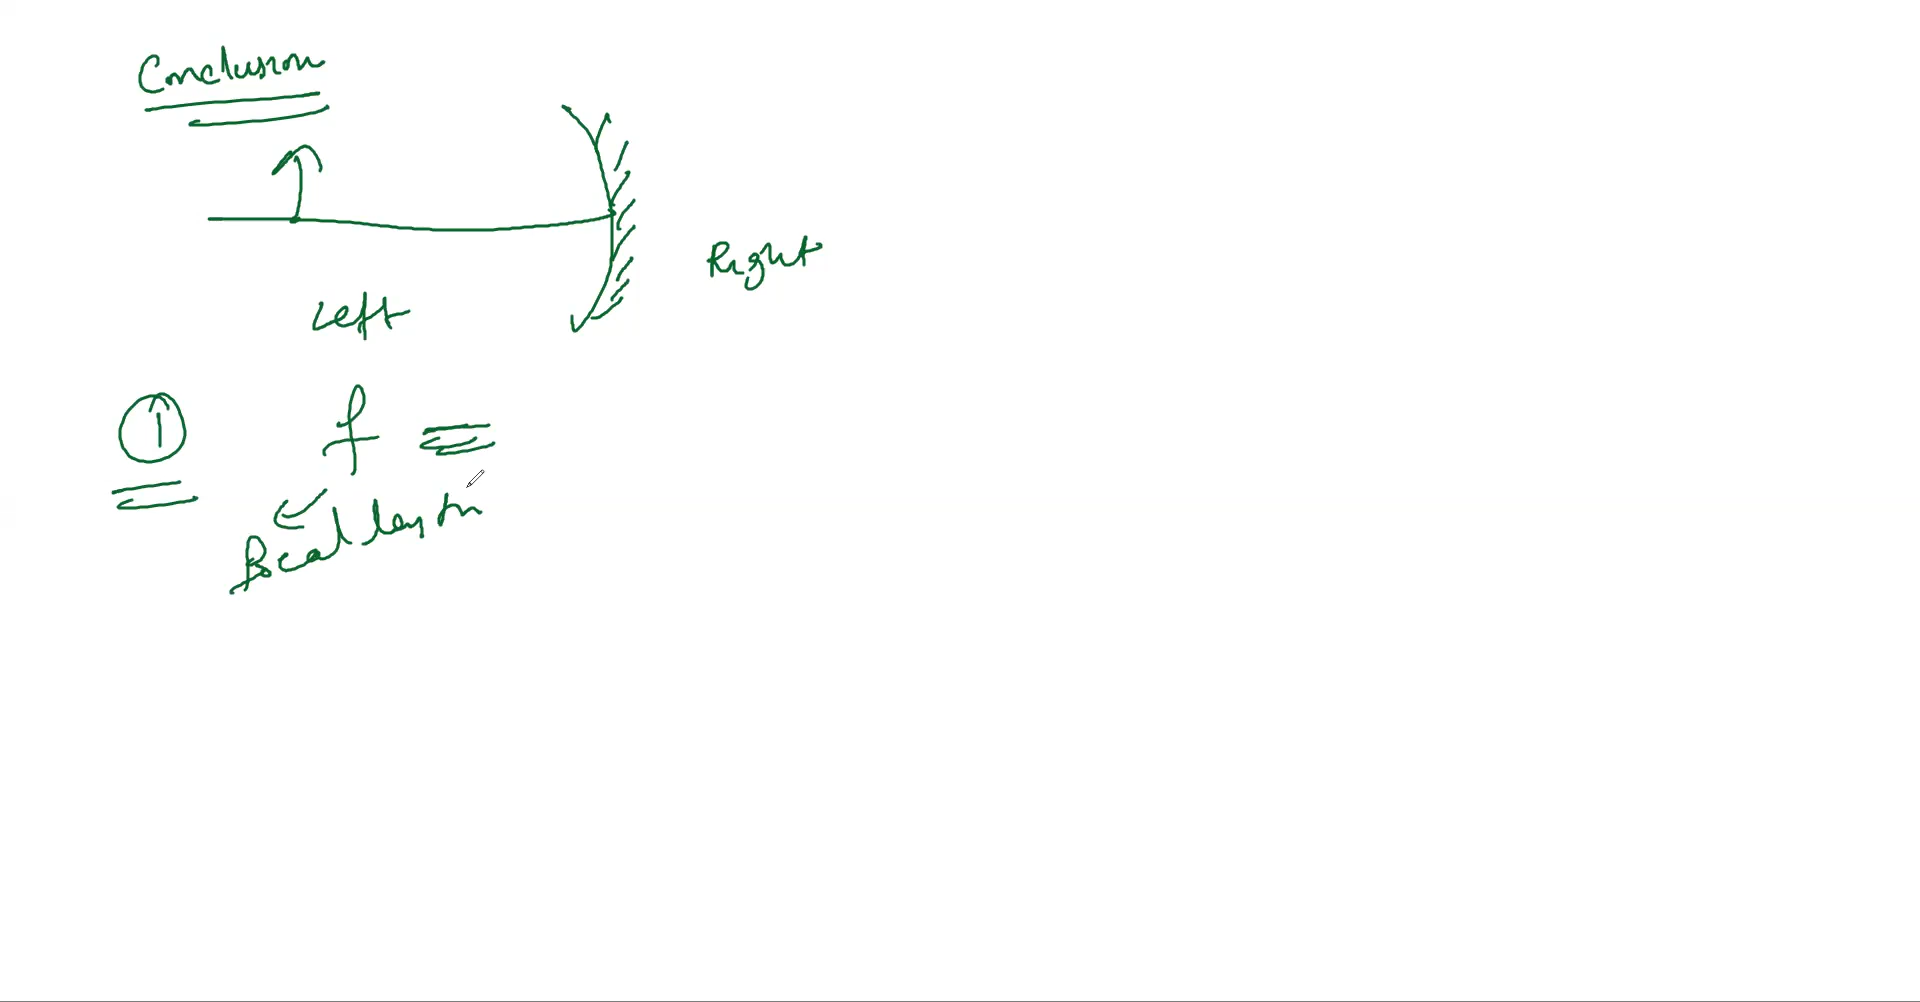 Conclusion
Right
Left
① f =
focal length